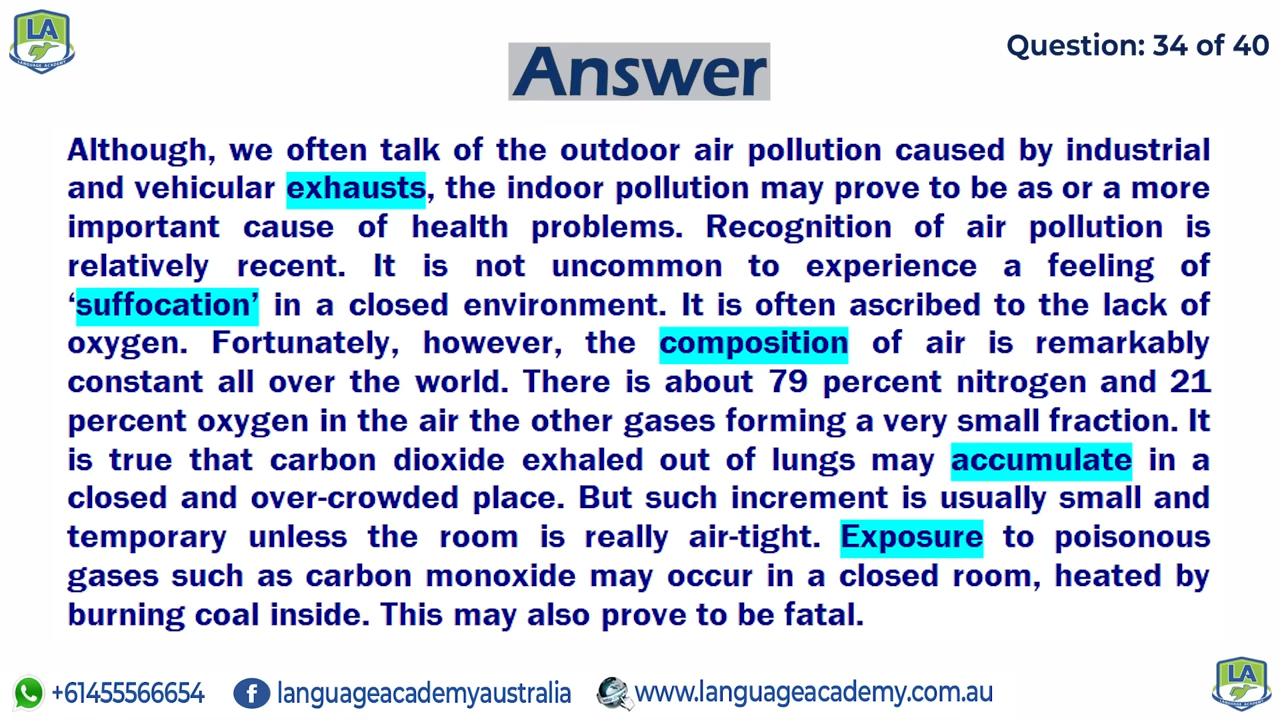 LA
LANGUAGE ACADEMY
Question: 34 of 40
Answer
Although, we often talk of the outdoor air pollution caused by industrial
and vehicular exhausts, the indoor pollution may prove to be as or a more
important cause of health problems. Recognition of air pollution is
relatively recent. It is not uncommon to experience a feeling of
‘suffocation’ in a closed environment. It is often ascribed to the lack of
oxygen. Fortunately, however, the composition of air is remarkably
constant all over the world. There is about 79 percent nitrogen and 21
percent oxygen in the air the other gases forming a very small fraction. It
is true that carbon dioxide exhaled out of lungs may accumulate in a
closed and over-crowded place. But such increment is usually small and
temporary unless the room is really air-tight. Exposure to poisonous
gases such as carbon monoxide may occur in a closed room, heated by
burning coal inside. This may also prove to be fatal.
+61455566654 languageacademyaustralia www.languageacademy.com.au
LA
LANGUAGE ACADEMY